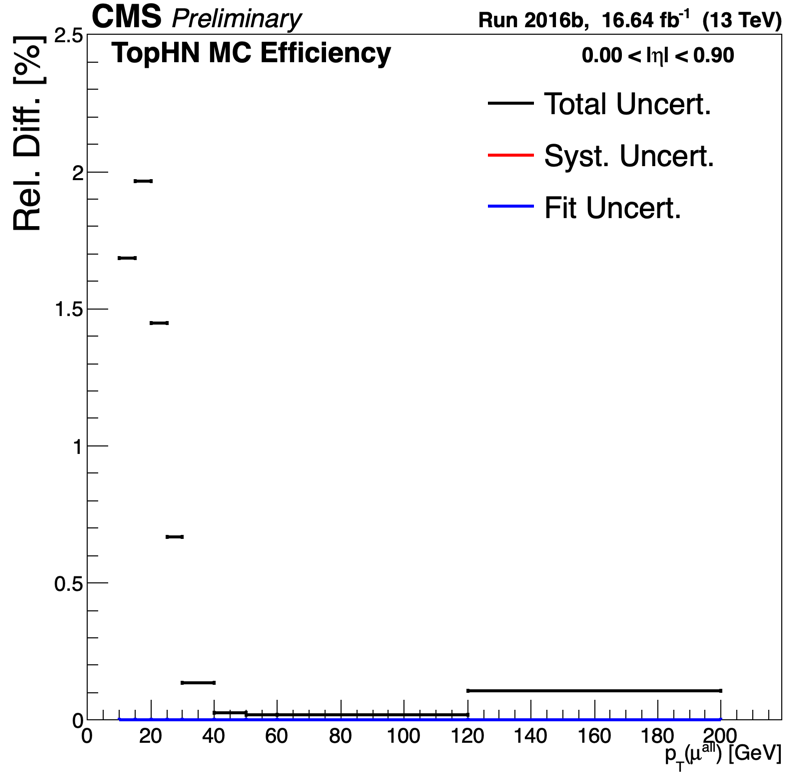 CMS Preliminary
Run 2016b, 16.64 fb⁻¹ (13 TeV)
TopHN MC Efficiency
0.00 < |η| < 0.90
Total Uncert.
Syst. Uncert.
Fit Uncert.
Rel. Diff. [%]
2.5
2
1.5
1
0.5
0
0 20 40 60 80 100 120 140 160 180 200
p_T(μ^all) [GeV]